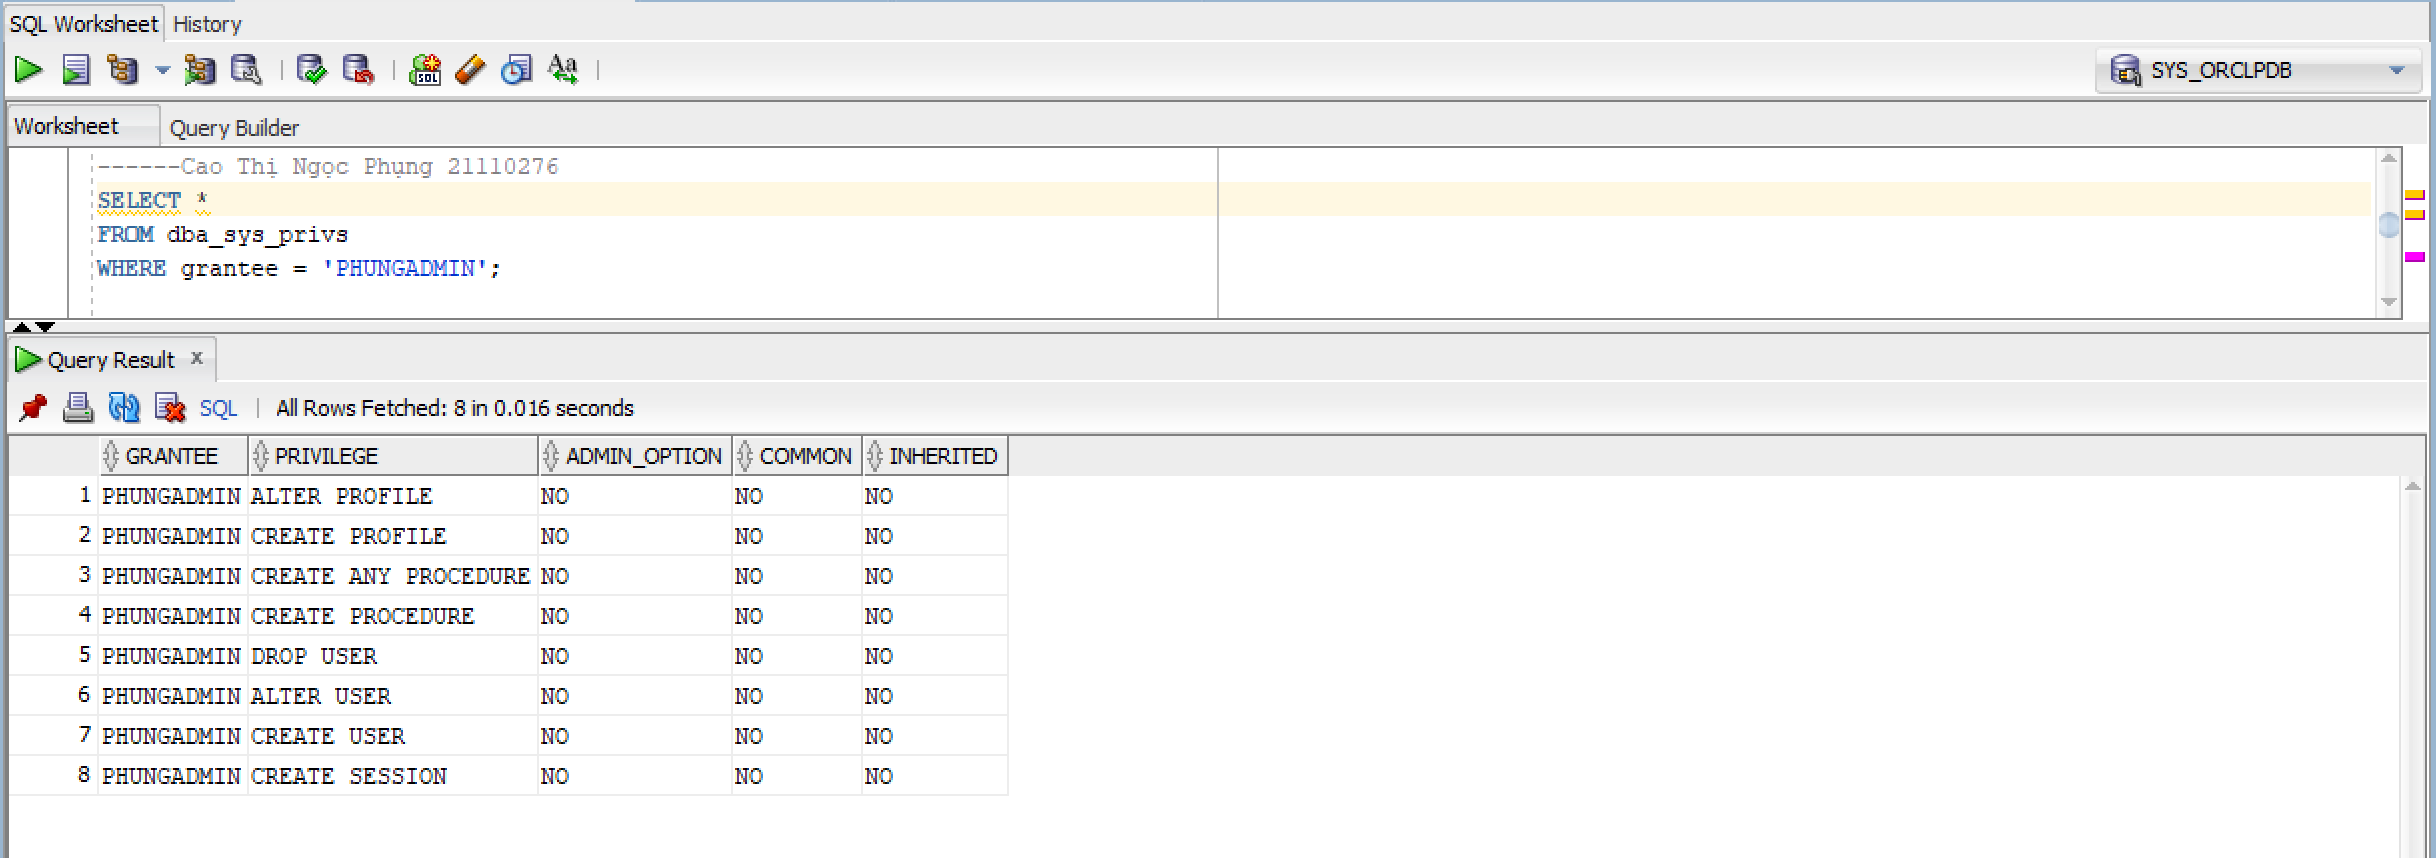 SQL Worksheet History
SYS_ORCLPDB
Worksheet Query Builder
------Cao Thị Ngọc Phụng 21110276
SELECT *
FROM dba_sys_privs
WHERE grantee = 'PHUNGADMIN';
Query Result x
SQL | All Rows Fetched: 8 in 0.016 seconds
GRANTEE PRIVILEGE ADMIN_OPTION COMMON INHERITED
1 PHUNGADMIN ALTER PROFILE NO NO NO
2 PHUNGADMIN CREATE PROFILE NO NO NO
3 PHUNGADMIN CREATE ANY PROCEDURE NO NO NO
4 PHUNGADMIN CREATE PROCEDURE NO NO NO
5 PHUNGADMIN DROP USER NO NO NO
6 PHUNGADMIN ALTER USER NO NO NO
7 PHUNGADMIN CREATE USER NO NO NO
8 PHUNGADMIN CREATE SESSION NO NO NO